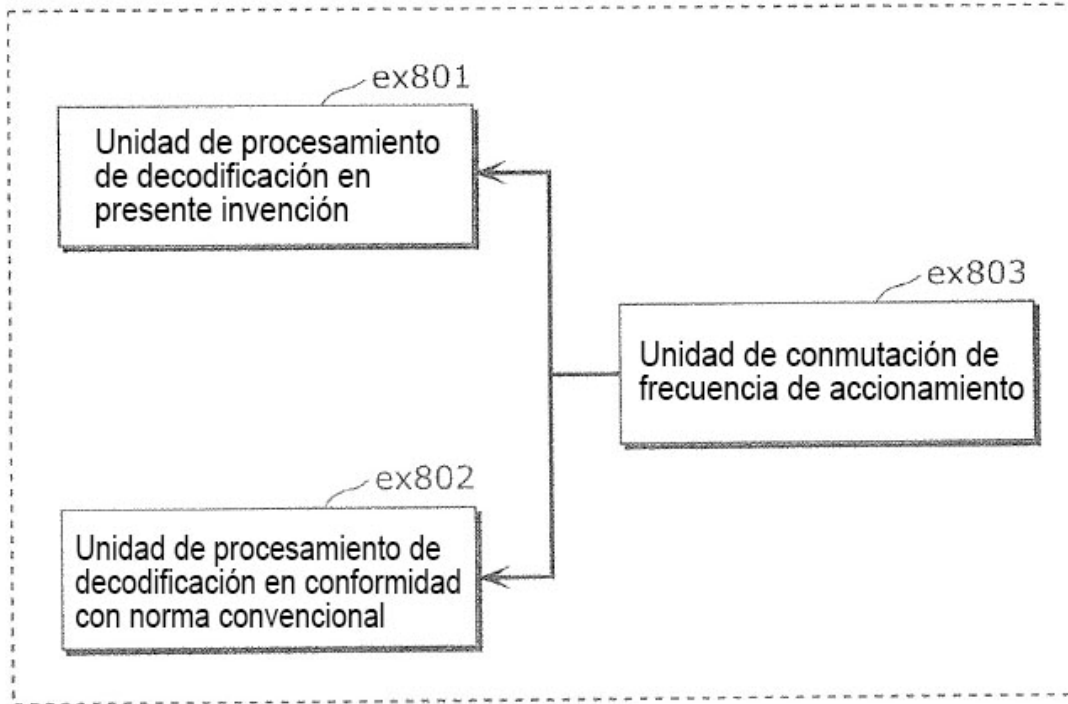 ex801
Unidad de procesamiento
de decodificación en
presente invención
ex803
Unidad de conmutación de
frecuencia de accionamiento
ex802
Unidad de procesamiento de
decodificación en conformidad
con norma convencional